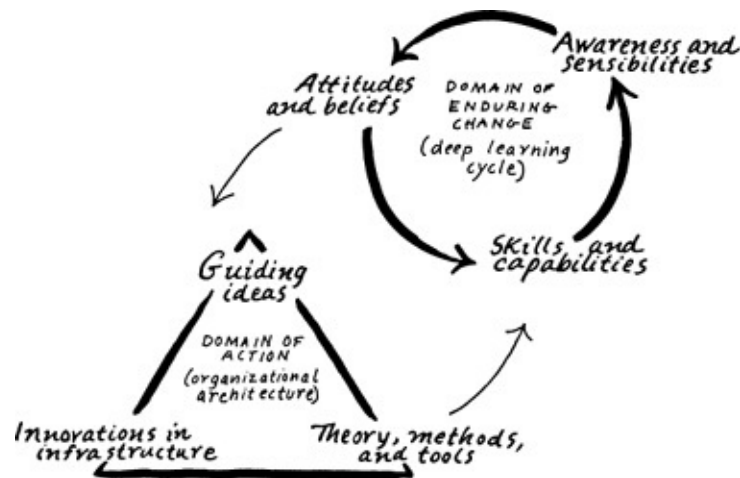 Awareness and
sensibilities
Attitudes
and beliefs
DOMAIN OF
ENDURING
CHANGE
(deep learning
cycle)
Skills and
capabilities
Guiding
ideas
DOMAIN OF
ACTION
(organizational
architecture)
Innovations in
infrastructure
Theory, methods,
and tools